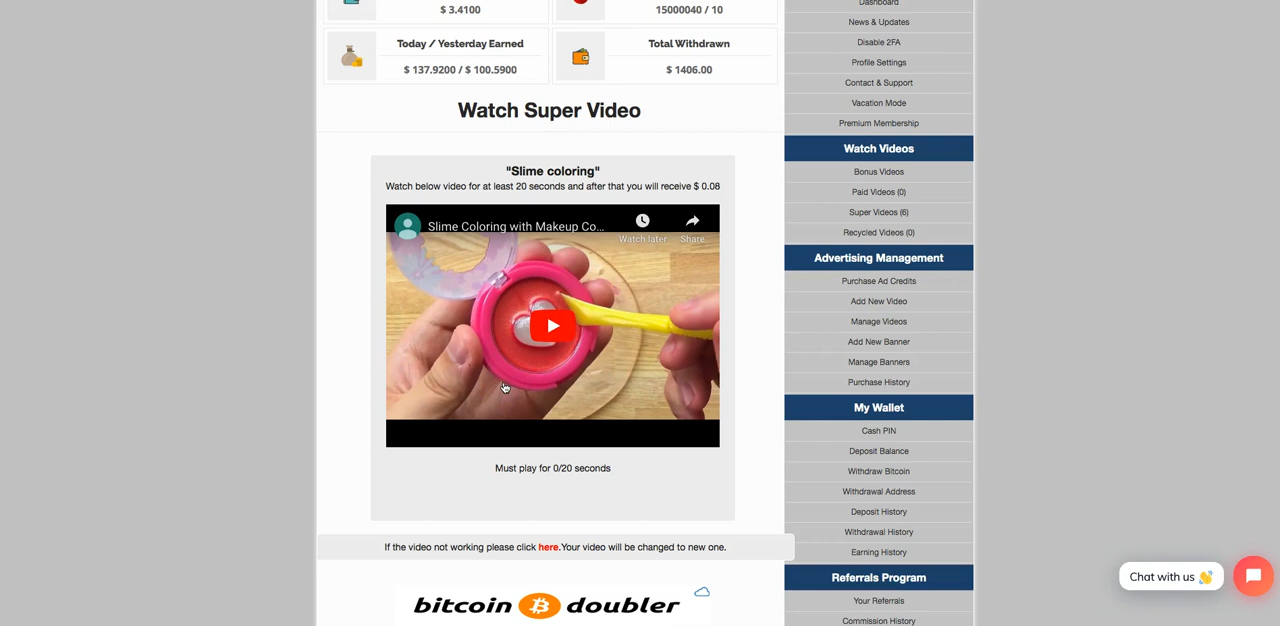 $ 3.4100
15000040 / 10
Today / Yesterday Earned
$ 137.9200 / $ 100.5900
Total Withdrawn
$ 1406.00
Watch Super Video
"Slime coloring"
Watch below video for at least 20 seconds and after that you will receive $ 0.08
Slime Coloring with Makeup Co...
Watch later
Share
Must play for 0/20 seconds
If the video not working please click here.Your video will be changed to new one.
bitcoin doubler
Dashboard
News & Updates
Disable 2FA
Profile Settings
Contact & Support
Vacation Mode
Premium Membership
Watch Videos
Bonus Videos
Paid Videos (0)
Super Videos (6)
Recycled Videos (0)
Advertising Management
Purchase Ad Credits
Add New Video
Manage Videos
Add New Banner
Manage Banners
Purchase History
My Wallet
Cash PIN
Deposit Balance
Withdraw Bitcoin
Withdrawal Address
Deposit History
Withdrawal History
Earning History
Referrals Program
Your Referrals
Commission History
Chat with us 👋